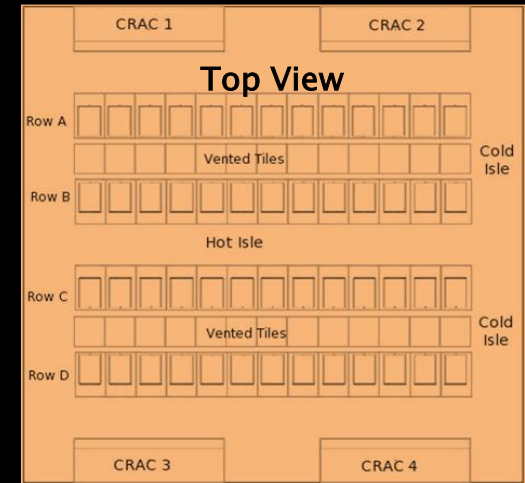 CRAC 1
CRAC 2
Top View
Row A
Vented Tiles
Cold
Isle
Row B
Hot Isle
Row C
Vented Tiles
Cold
Isle
Row D
CRAC 3
CRAC 4